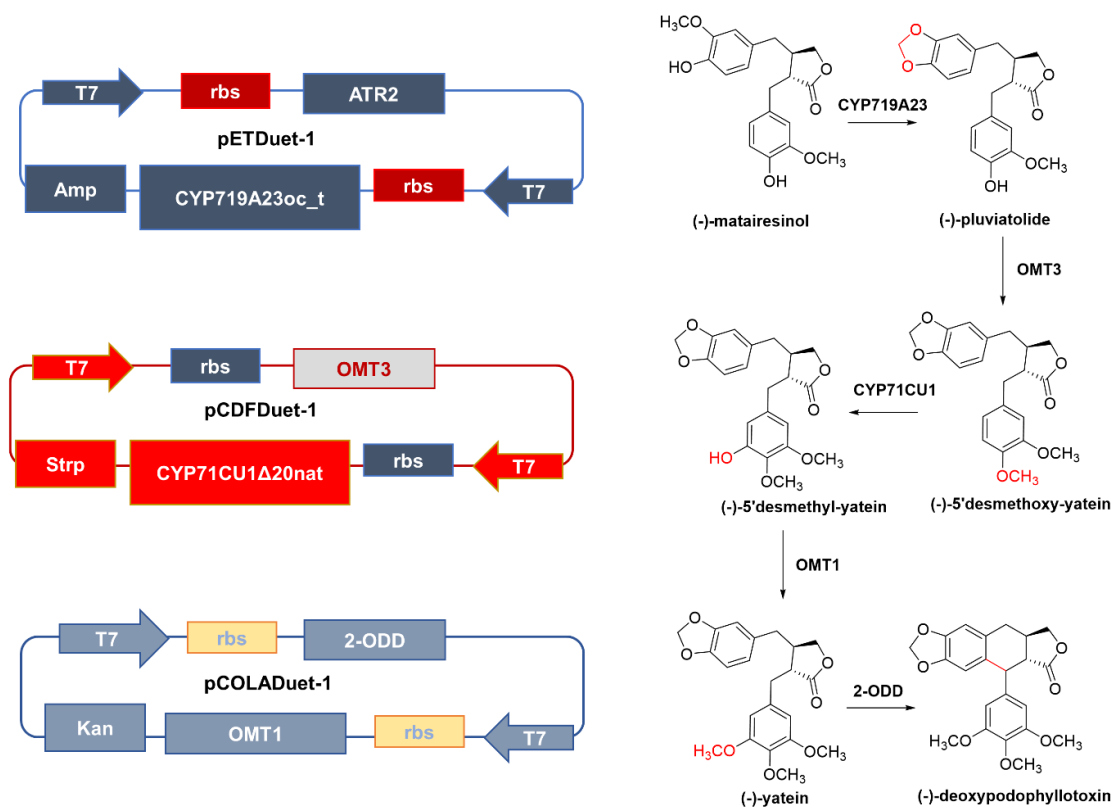 T7
rbs
ATR2
pETDuet-1
Amp
CYP719A23oc_t
rbs
T7
T7
rbs
OMT3
pCDFDuet-1
Strp
CYP71CU1Δ20nat
rbs
T7
T7
rbs
2-ODD
pCOLADuet-1
Kan
OMT1
rbs
T7
H₃CO
HO
O
O
OCH₃
OH
(-)-matairesinol
CYP719A23
O
O
O
O
OCH₃
OH
(-)-pluviatolide
OMT3
O
O
O
O
OCH₃
OCH₃
(-)-5'desmethoxy-yatein
CYP71CU1
O
O
O
O
HO
OCH₃
OCH₃
(-)-5'desmethyl-yatein
OMT1
O
O
O
O
H₃CO
OCH₃
OCH₃
(-)-yatein
2-ODD
O
O
O
O
H₃CO
OCH₃
OCH₃
(-)-deoxypodophyllotoxin